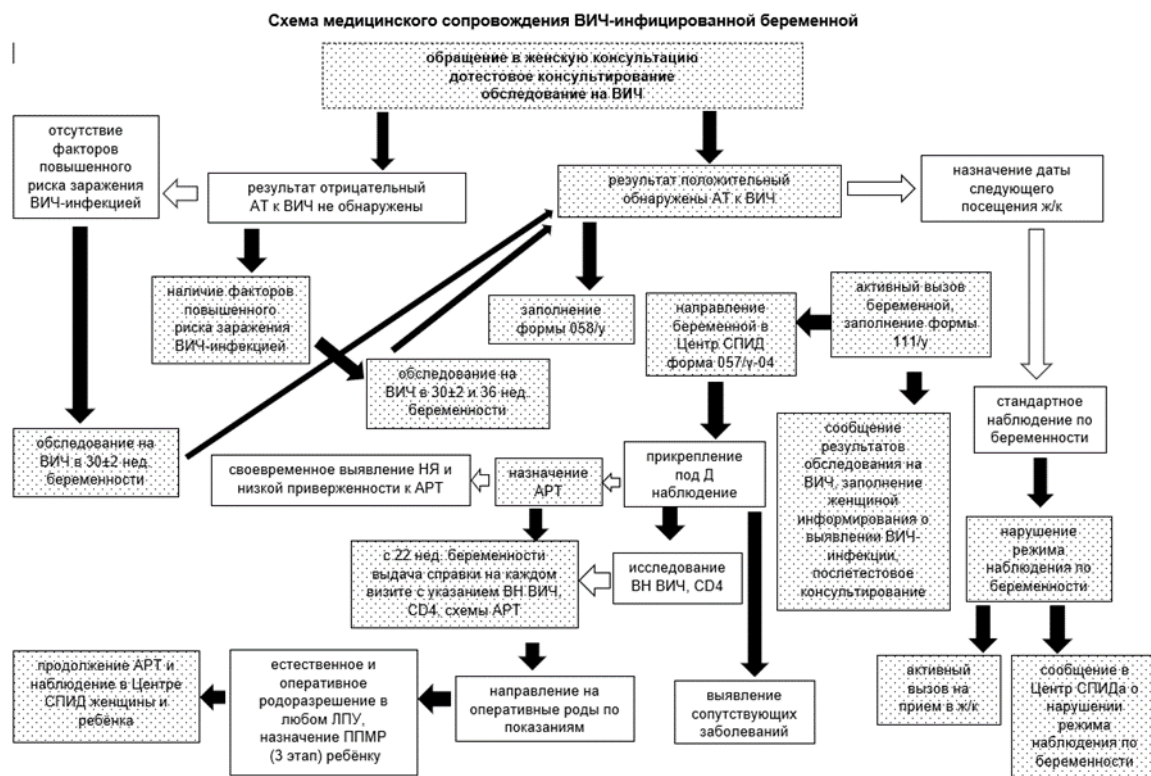 Схема медицинского сопровождения ВИЧ-инфицированной беременной
обращение в женскую консультацию
дотестовое консультирование
обследование на ВИЧ
отсутствие
факторов
повышенного
риска заражения
ВИЧ-инфекцией
результат отрицательный
АТ к ВИЧ не обнаружены
результат положительный
обнаружены АТ к ВИЧ
назначение даты
следующего
посещения ж/к
наличие факторов
повышенного
риска заражения
ВИЧ-инфекцией
заполнение
формы 058/у
направление
беременной в
Центр СПИД
форма 057/у-04
активный вызов
беременной,
заполнение формы
111/у
обследование на
ВИЧ в 30±2 и 36 нед.
беременности
стандартное
наблюдение по
беременности
обследование на
ВИЧ в 30±2 нед.
беременности
своевременное выявление НЯ и
низкой приверженности к АРТ
назначение
АРТ
прикрепление
под Д
наблюдение
сообщение
результатов
обследования на
ВИЧ, заполнение
женщиной
информирования о
выявлении ВИЧ-
инфекции,
послетестовое
консультирование
нарушение
режима
наблюдения по
беременности
с 22 нед. беременности
выдача справки на каждом
визите с указанием ВН ВИЧ,
CD4, схемы АРТ
исследование
ВН ВИЧ, CD4
продолжение АРТ и
наблюдение в Центре
СПИД женщины и
ребёнка
естественное и
оперативное
родоразрешение в
любом ЛПУ,
назначение ППМР
(3 этап) ребёнку
направление на
оперативные роды по
показаниям
выявление
сопутствующих
заболеваний
активный
вызов на
прием в ж/к
сообщение в
Центр СПИДа о
нарушении
режима
наблюдения по
беременности